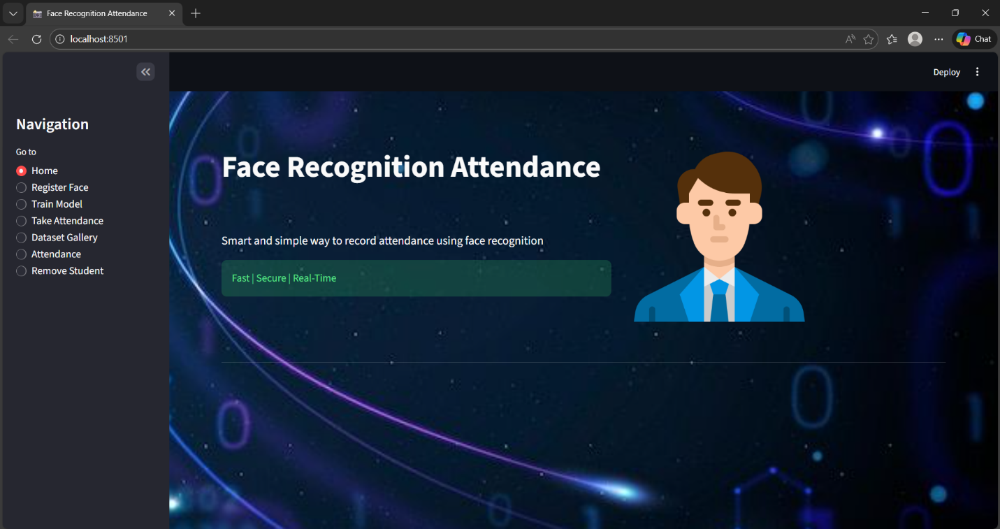 Face Recognition Attendance
localhost:8501
Chat
Deploy
Navigation
Go to
Home
Register Face
Train Model
Take Attendance
Dataset Gallery
Attendance
Remove Student
Face Recognition Attendance
Smart and simple way to record attendance using face recognition
Fast | Secure | Real-Time